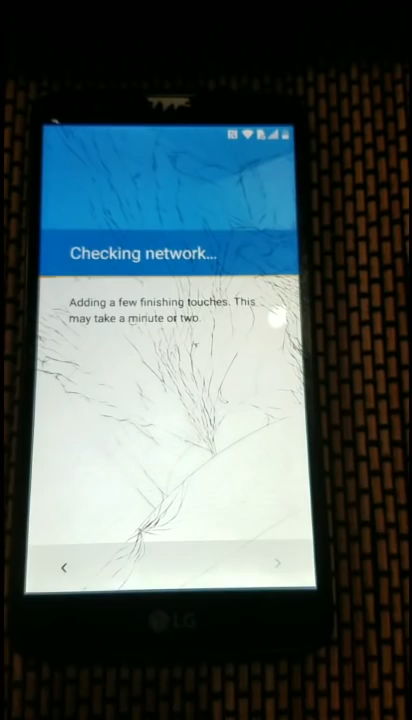 Checking network...
Adding a few finishing touches. This
may take a minute or two.
LG